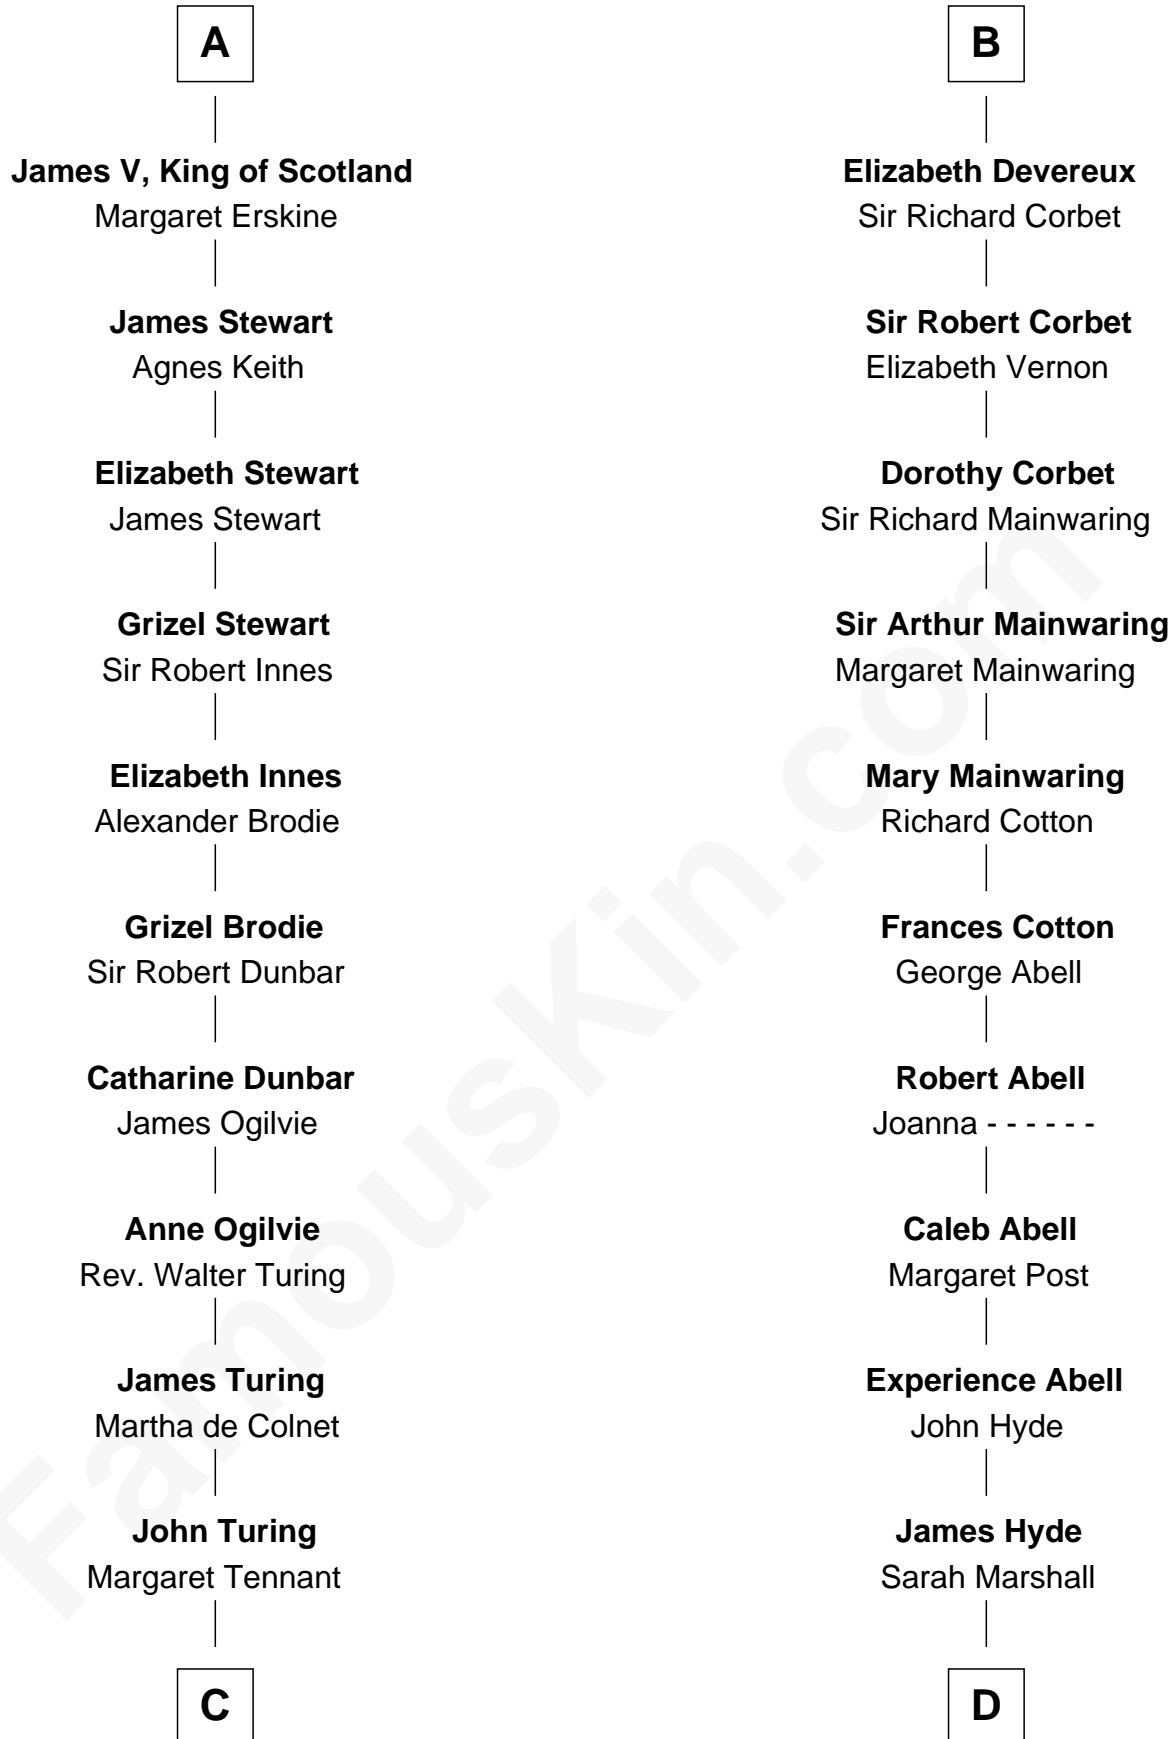 A
James V, King of Scotland
Margaret Erskine
James Stewart
Agnes Keith
Elizabeth Stewart
James Stewart
Grizel Stewart
Sir Robert Innes
Elizabeth Innes
Alexander Brodie
Grizel Brodie
Sir Robert Dunbar
Catharine Dunbar
James Ogilvie
Anne Ogilvie
Rev. Walter Turing
James Turing
Martha de Colnet
John Turing
Margaret Tennant
C
B
Elizabeth Devereux
Sir Richard Corbet
Sir Robert Corbet
Elizabeth Vernon
Dorothy Corbet
Sir Richard Mainwaring
Sir Arthur Mainwaring
Margaret Mainwaring
Mary Mainwaring
Richard Cotton
Frances Cotton
George Abell
Robert Abell
Joanna - - - - - -
Caleb Abell
Margaret Post
Experience Abell
John Hyde
James Hyde
Sarah Marshall
D
FamousKin.com